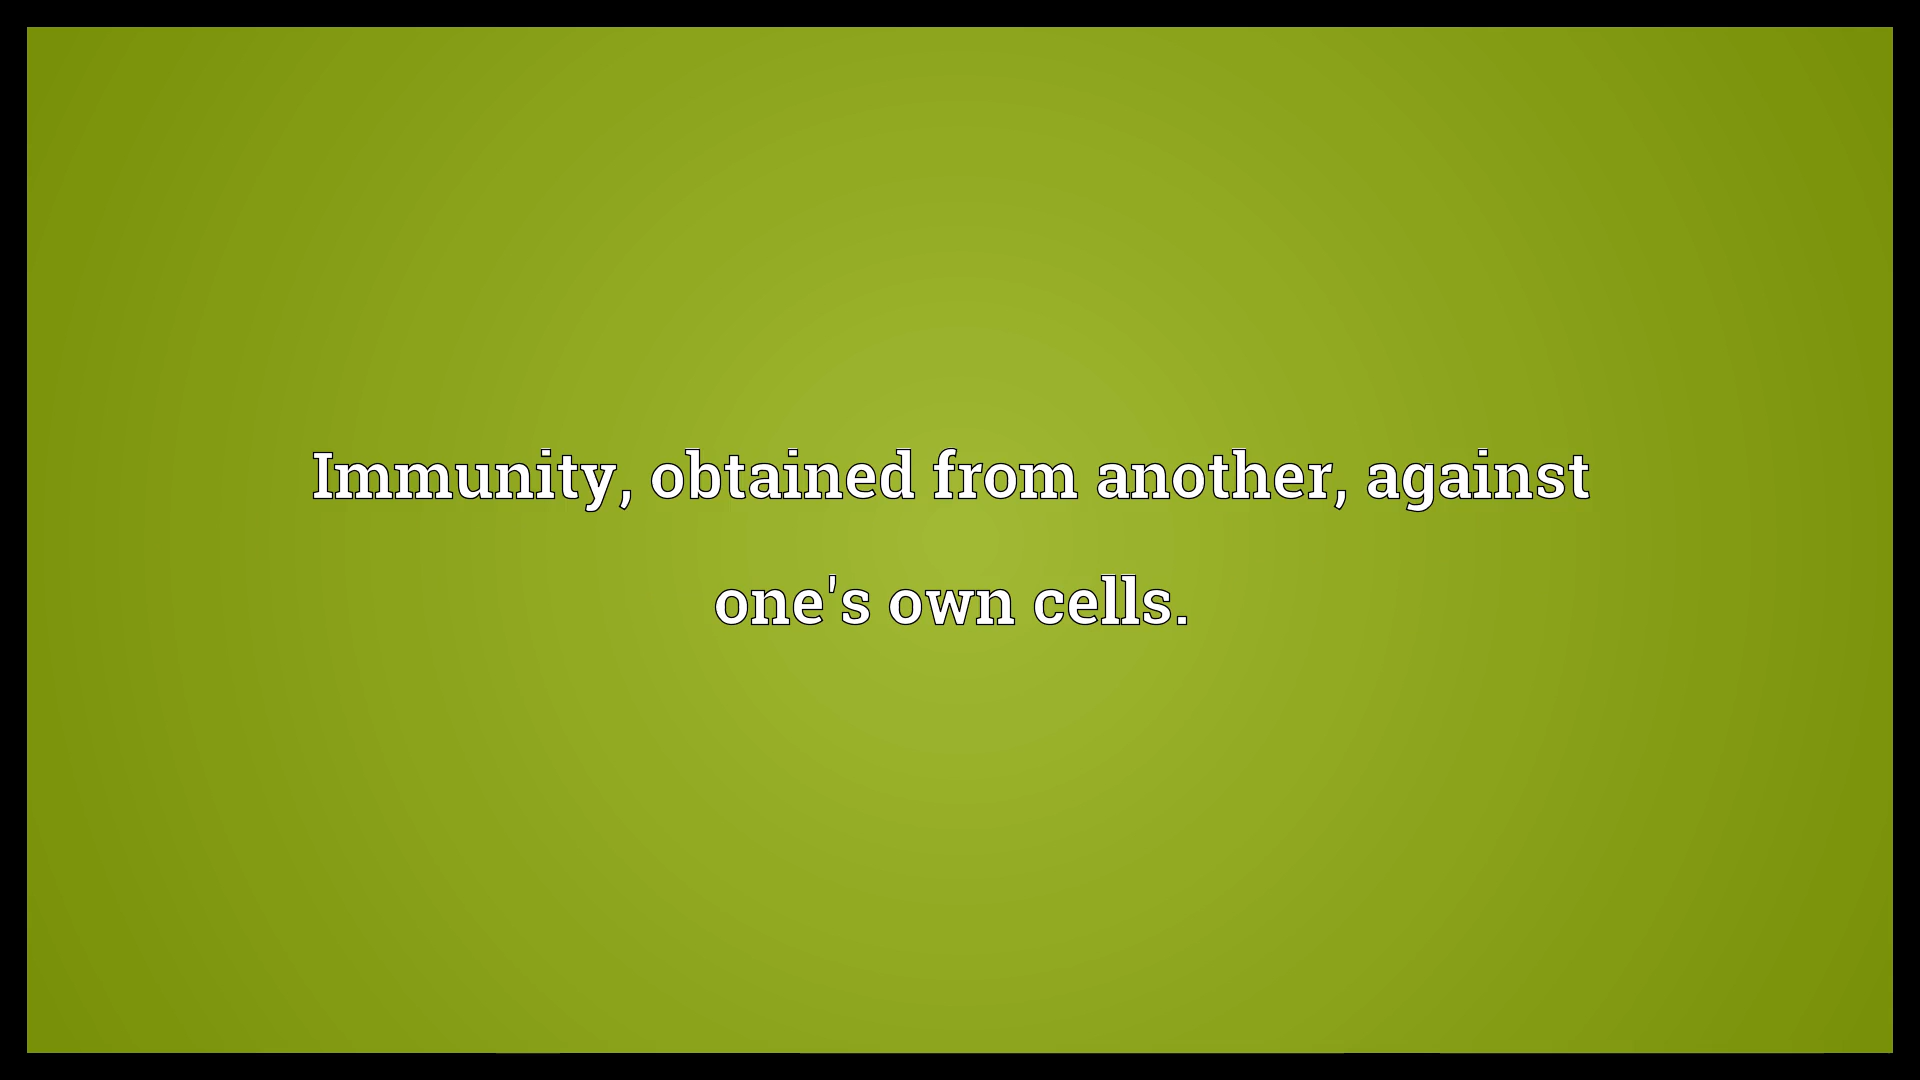 Immunity, obtained from another, against
one's own cells.